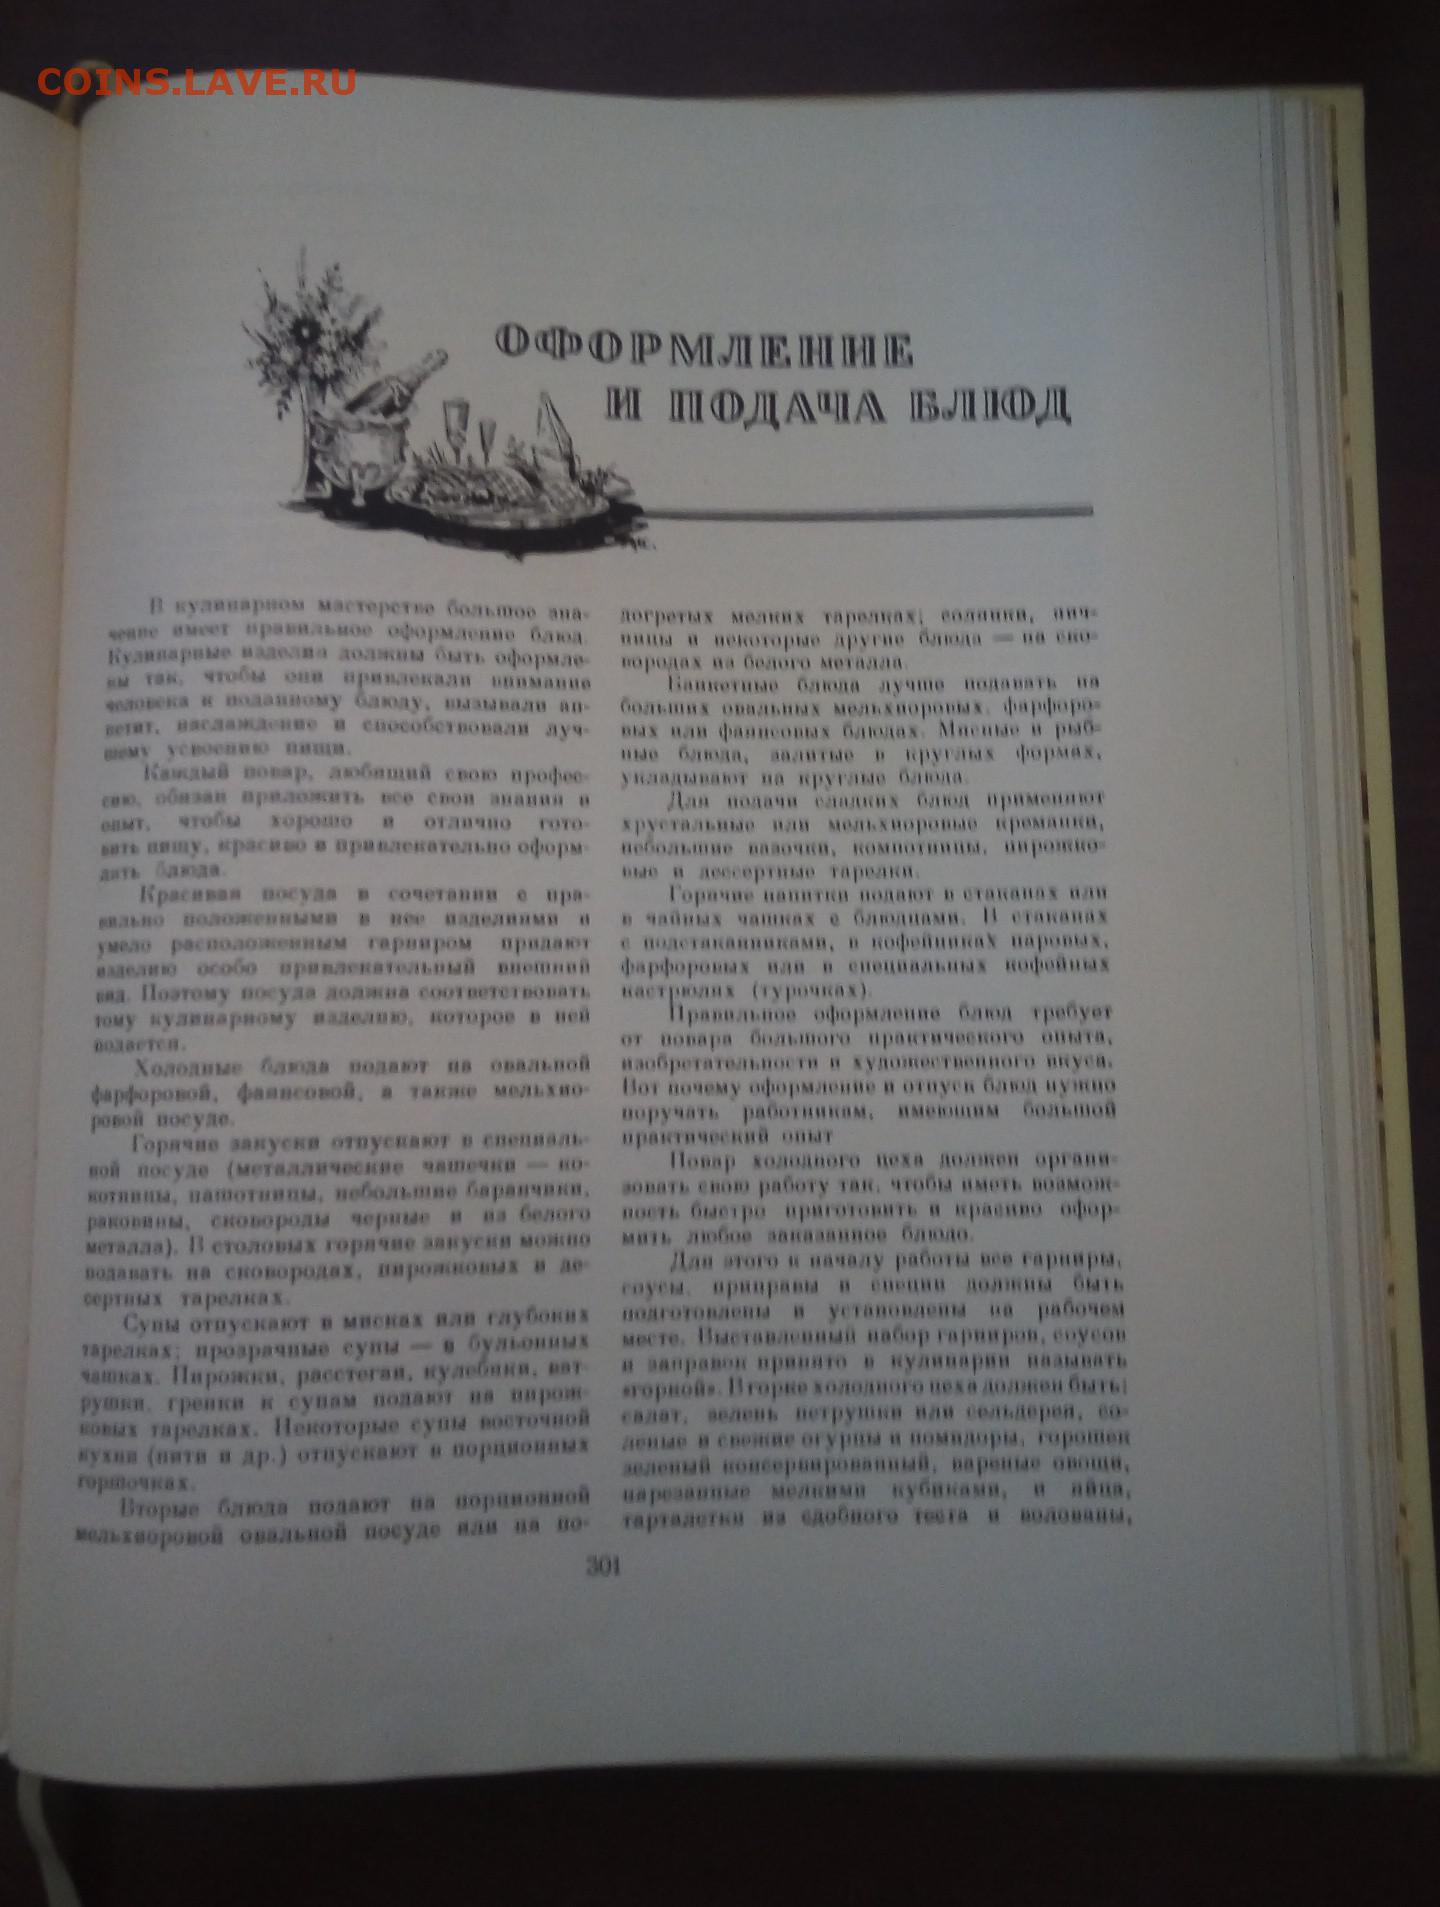 COINS.LAVE.RU
ОФОРМЛЕНИЕ
И ПОДАЧА БЛЮД
В кулинарном мастерстве большое зна-
чение имеет правильное оформление блюд.
Кулинарные изделия должны быть оформле-
ны так, чтобы они привлекали внимание
человека к поданному блюду, вызывали ап-
петит, наслаждение и способствовали луч-
шему усвоению пищи.
Каждый повар, любящий свою профес-
сию, обязан приложить все свои знания и
опыт, чтобы хорошо и отлично гото-
вить пищу, красиво и привлекательно оформ-
лять блюда.
Красивая посуда в сочетании с пра-
вильно положенными в нее изделиями и
умело расположенным гарниром придают
изделию особо привлекательный внешний
вид. Поэтому посуда должна соответствовать
тому кулинарному изделию, которое в ней
подается.
Холодные блюда подают на овальной
фарфоровой, фаянсовой, а также мельхио-
ровой посуде.
Горячие закуски отпускают в специаль-
ной посуде (металлические чашечки — ко-
котницы, пашотницы, небольшие баранчики,
раковины, сковороды черные и из белого
металла). В столовых горячие закуски можно
подавать на сковородах, пирожковых и де-
сертных тарелках.
Супы отпускают в мисках или глубоких
тарелках; прозрачные супы — в бульонных
чашках. Пирожки, расстегаи, кулебяки, ват-
рушки, гренки к супам подают на пирож-
ковых тарелках. Некоторые супы восточной
кухни (пити и др.) отпускают в порционных
горшочках.
Вторые блюда подают на порционной
мельхиоровой овальной посуде или на по-
догретых мелких тарелках; солянки, яич-
ницы и некоторые другие блюда — на ско-
вородах из белого металла.
Банкетные блюда лучше подавать на
больших овальных мельхиоровых, фарфоро-
вых или фаянсовых блюдах. Мясные и рыб-
ные блюда, залитые в круглых формах,
укладывают на круглые блюда.
Для подачи сладких блюд применяют
хрустальные или мельхиоровые креманки,
небольшие вазочки, компотницы, пирожко-
вые и дессертные тарелки.
Горячие напитки подают в стаканах или
в чайных чашках с блюдцами. В стаканах
с подстаканниками, в кофейниках паровых,
фарфоровых или в специальных кофейных
кастрюлях (турочках).
Правильное оформление блюд требует
от повара большого практического опыта,
изобретательности и художественного вкуса.
Вот почему оформление и отпуск блюд нужно
поручать работникам, имеющим большой
практический опыт
Повар холодного цеха должен органи-
зовать свою работу так, чтобы иметь возмож-
ность быстро приготовить и красиво офор-
мить любое заказанное блюдо.
Для этого к началу работы все гарниры,
соусы, приправы и специи должны быть
подготовлены и установлены на рабочем
месте. Выставленный набор гарниров, соусов
и заправок принято в кулинарии называть
«горкой». В горке холодного цеха должен быть:
салат, зелень петрушки или сельдерея, со-
леные и свежие огурцы и помидоры, горошек
зеленый консервированный, вареные овощи,
нарезанные мелкими кубиками, и яйца,
тарталетки из сдобного теста и волованы,
301